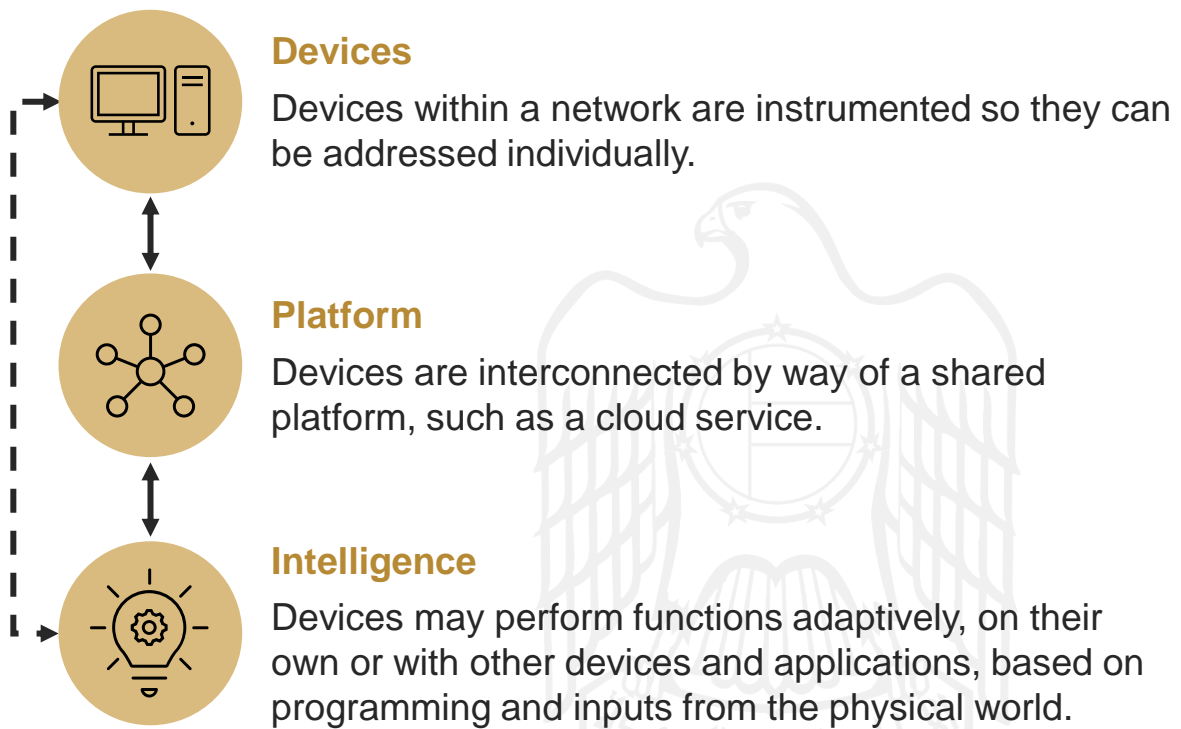 Devices
Devices within a network are instrumented so they can
be addressed individually.
Platform
Devices are interconnected by way of a shared
platform, such as a cloud service.
Intelligence
Devices may perform functions adaptively, on their
own or with other devices and applications, based on
programming and inputs from the physical world.